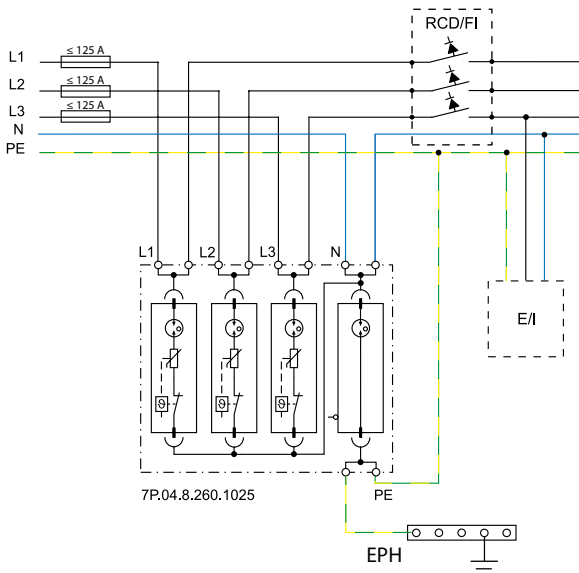 RCD/FI
L1 ≤ 125 A
L2 ≤ 125 A
L3 ≤ 125 A
N
PE
L1 L2 L3 N
E/I
ϑ ϑ ϑ
7P.04.8.260.1025 PE
EPH